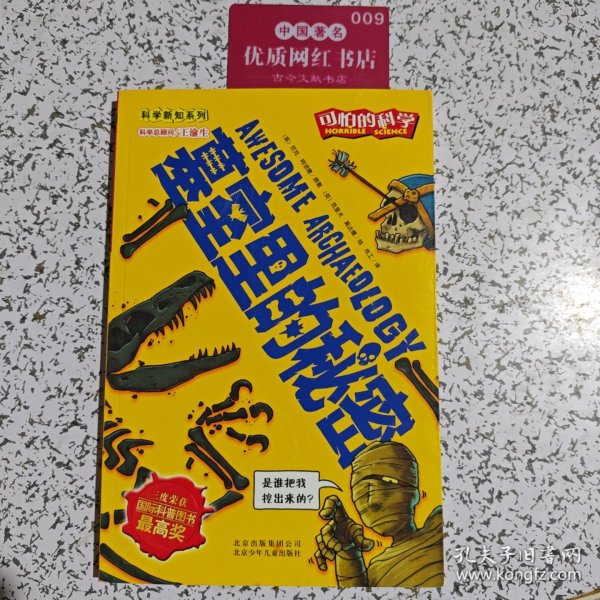 009
中国著名
优质网红书店
古今文献书店
科学新知系列
科学总顾问 王渝生
可怕的科学
HORRIBLE SCIENCE
AWESOME ARCHAEOLOGY
墓室里的秘密
是谁把我
挖出来的?
三度荣获
国际科普图书
最高奖
北京出版集团公司
北京少年儿童出版社
孔夫子旧书网
www.kongfz.com